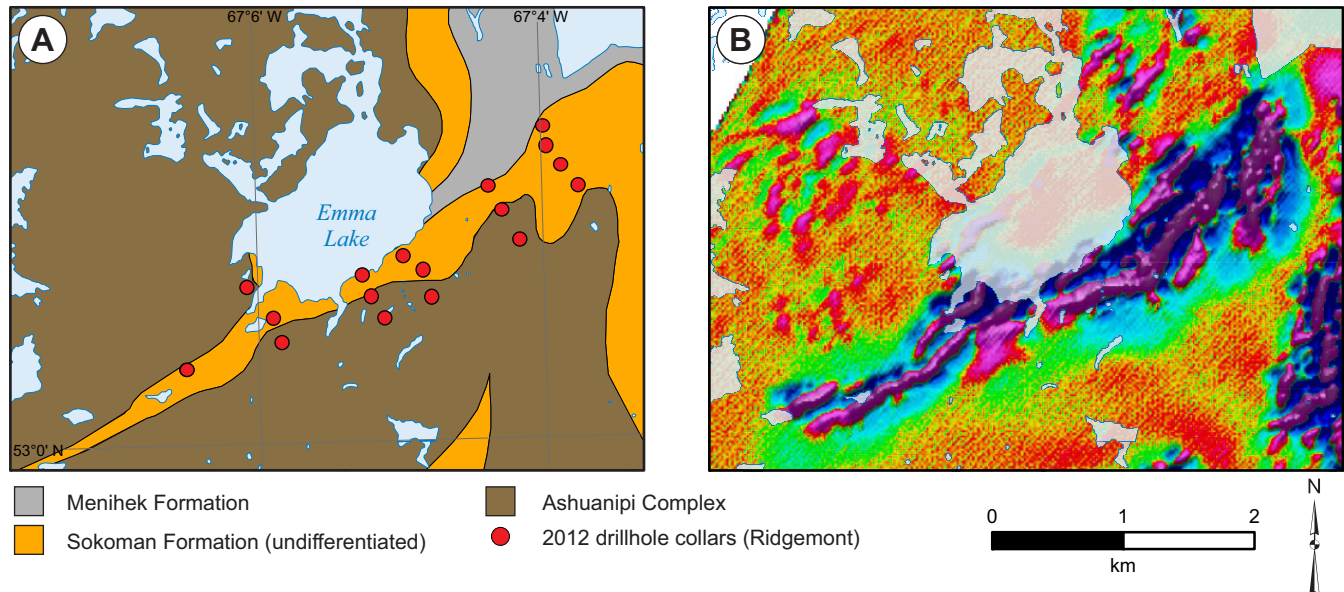 A
67°6' W
67°4' W
B
Emma
Lake
53°0' N
Menihek Formation
Sokoman Formation (undifferentiated)
Ashuanipi Complex
2012 drillhole collars (Ridgemont)
0 1 2
km
N